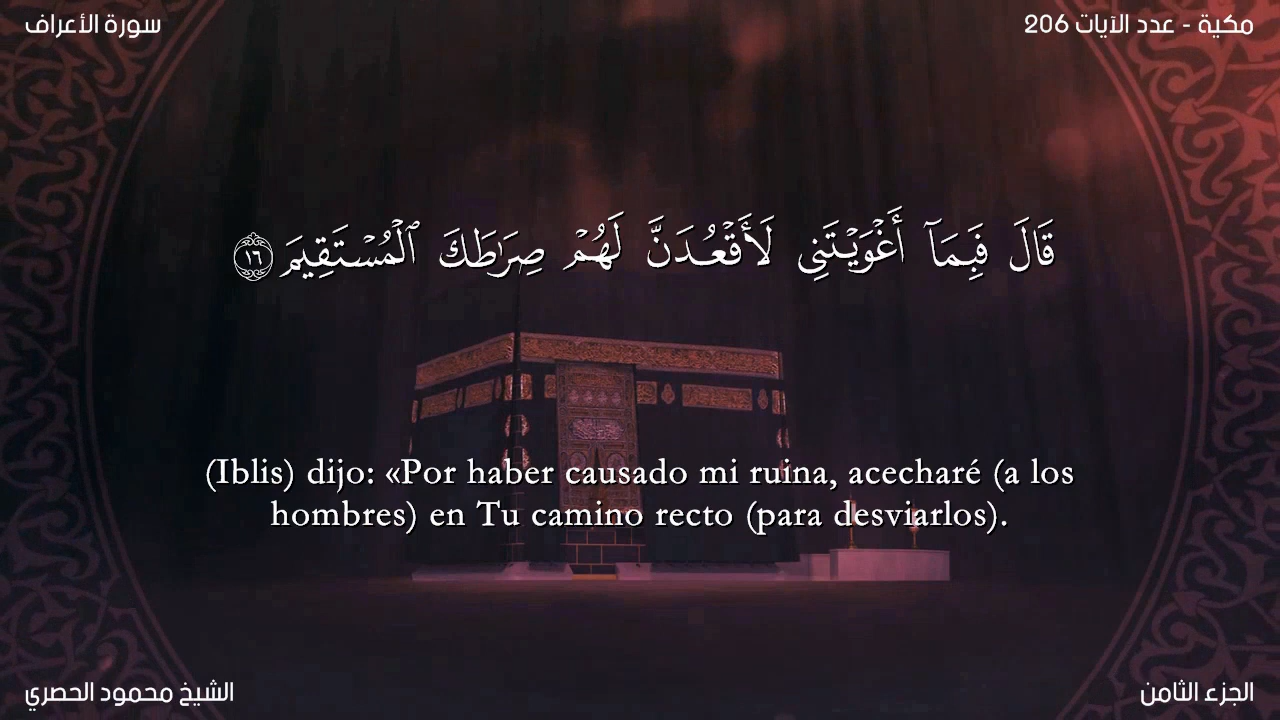 سورة الأعراف
مكية - عدد الآيات 206
قَالَ فَبِمَآ أَغْوَيْتَنِى لَأَقْعُدَنَّ لَهُمْ صِرَٰطَكَ ٱلْمُسْتَقِيمَ ١٦
(Iblis) dijo: «Por haber causado mi ruina, acecharé (a los
hombres) en Tu camino recto (para desviarlos).
الشيخ محمود الحصري
الجزء الثامن